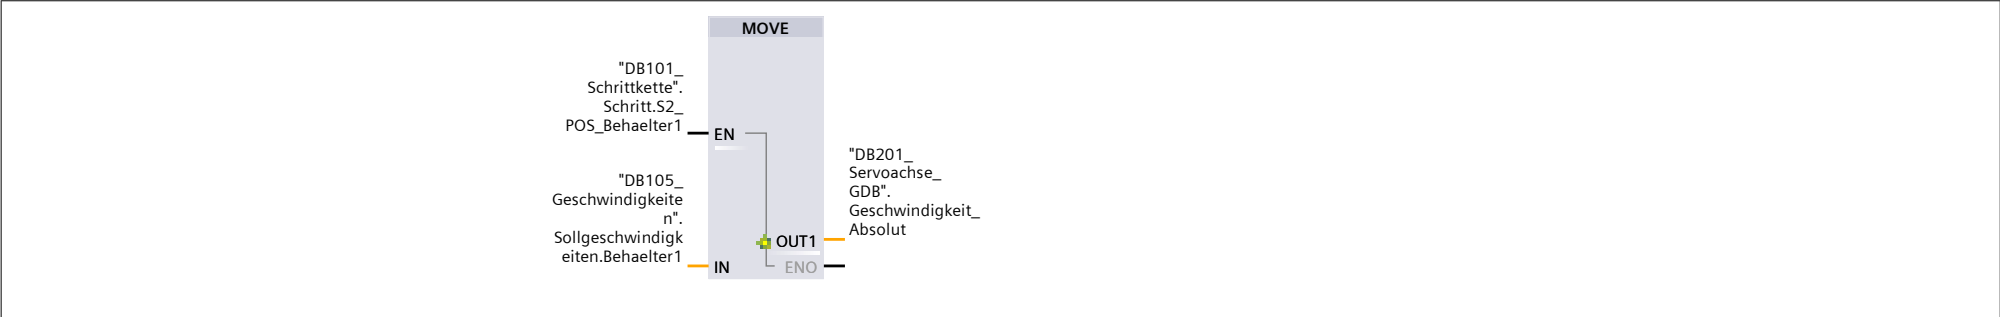 MOVE
"DB101_
Schrittkette".
Schritt.S2_
POS_Behaelter1
EN
"DB105_
Geschwindigkeite
n".
Sollgeschwindigk
eiten.Behaelter1
IN
"DB201_
Servoachse_
GDB".
Geschwindigkeit_
Absolut
OUT1
ENO